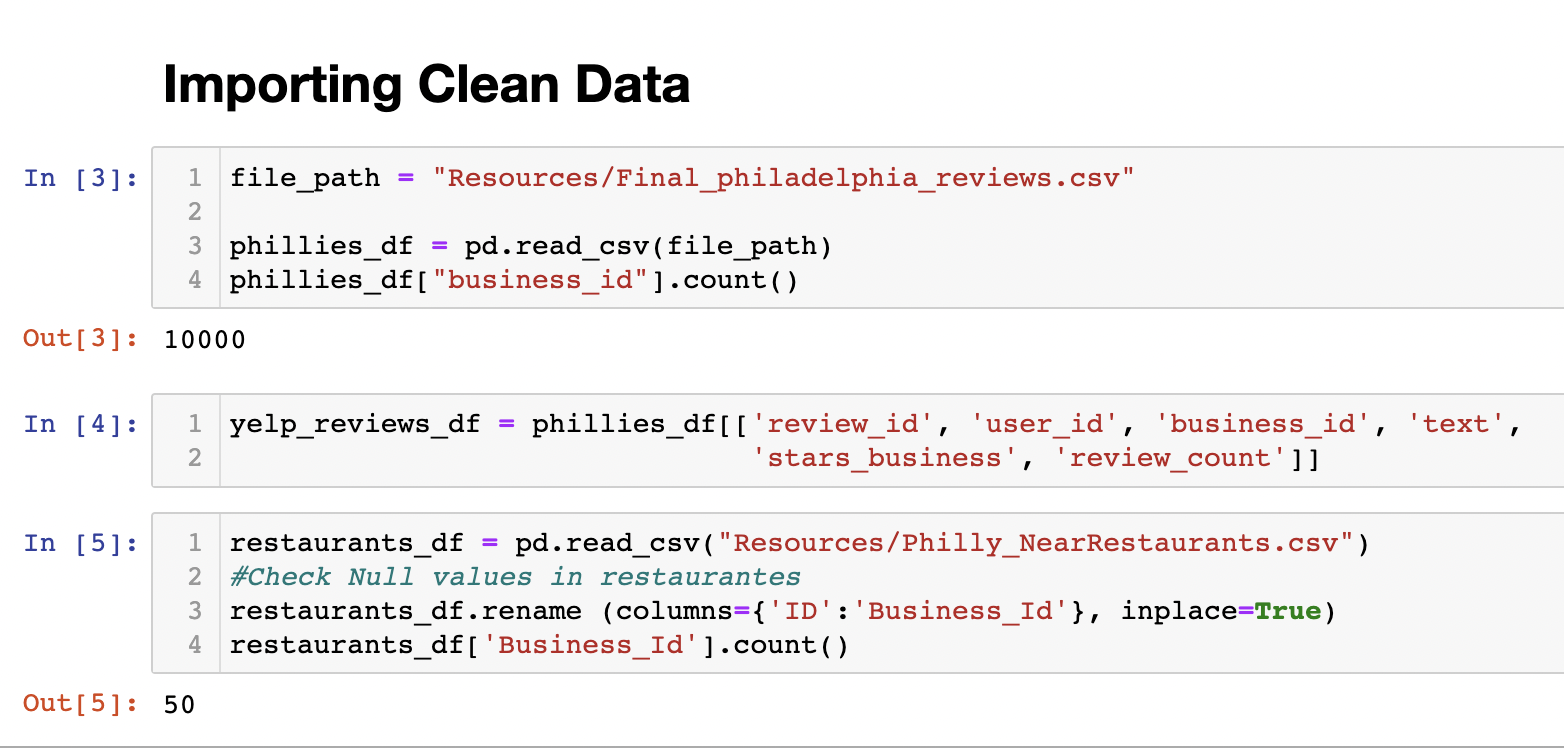 Importing Clean Data
In [3]:
1 file_path = "Resources/Final_philadelphia_reviews.csv"
2
3 phillies_df = pd.read_csv(file_path)
4 phillies_df["business_id"].count()
Out[3]: 10000
In [4]:
1 yelp_reviews_df = phillies_df[['review_id', 'user_id', 'business_id', 'text',
2 'stars_business', 'review_count']]
In [5]:
1 restaurants_df = pd.read_csv("Resources/Philly_NearRestaurants.csv")
2 #Check Null values in restaurantes
3 restaurants_df.rename (columns={'ID':'Business_Id'}, inplace=True)
4 restaurants_df['Business_Id'].count()
Out[5]: 50